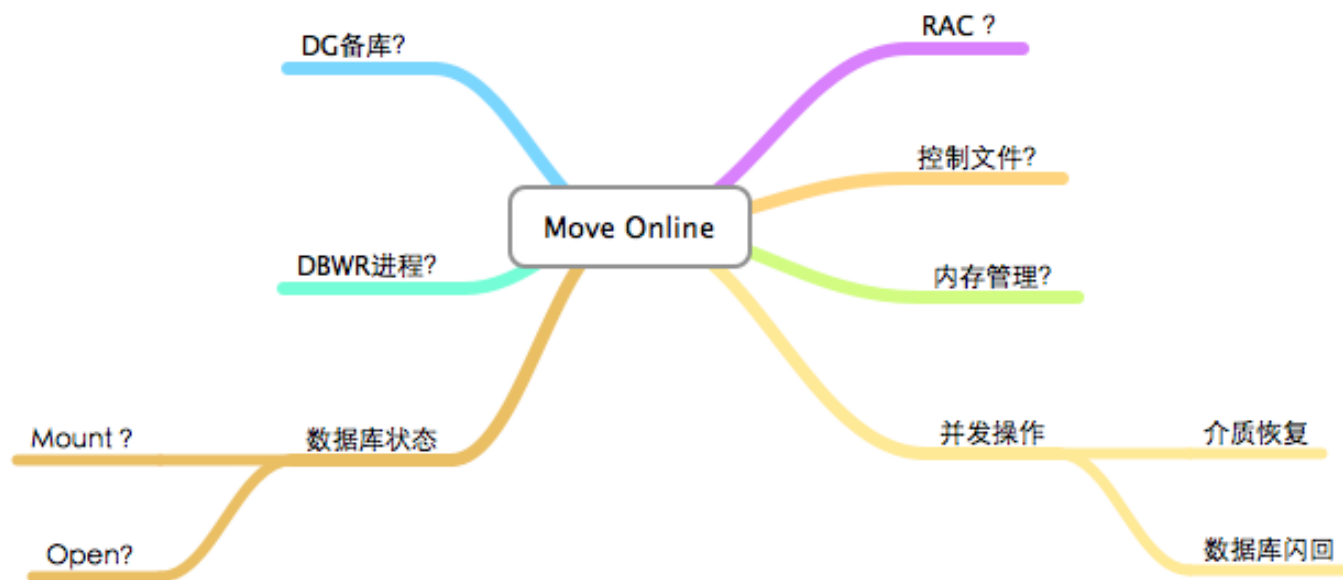 RAC ?
DG备库?
控制文件?
Move Online
DBWR进程?
内存管理?
Mount ?
数据库状态
并发操作
介质恢复
Open?
数据库闪回